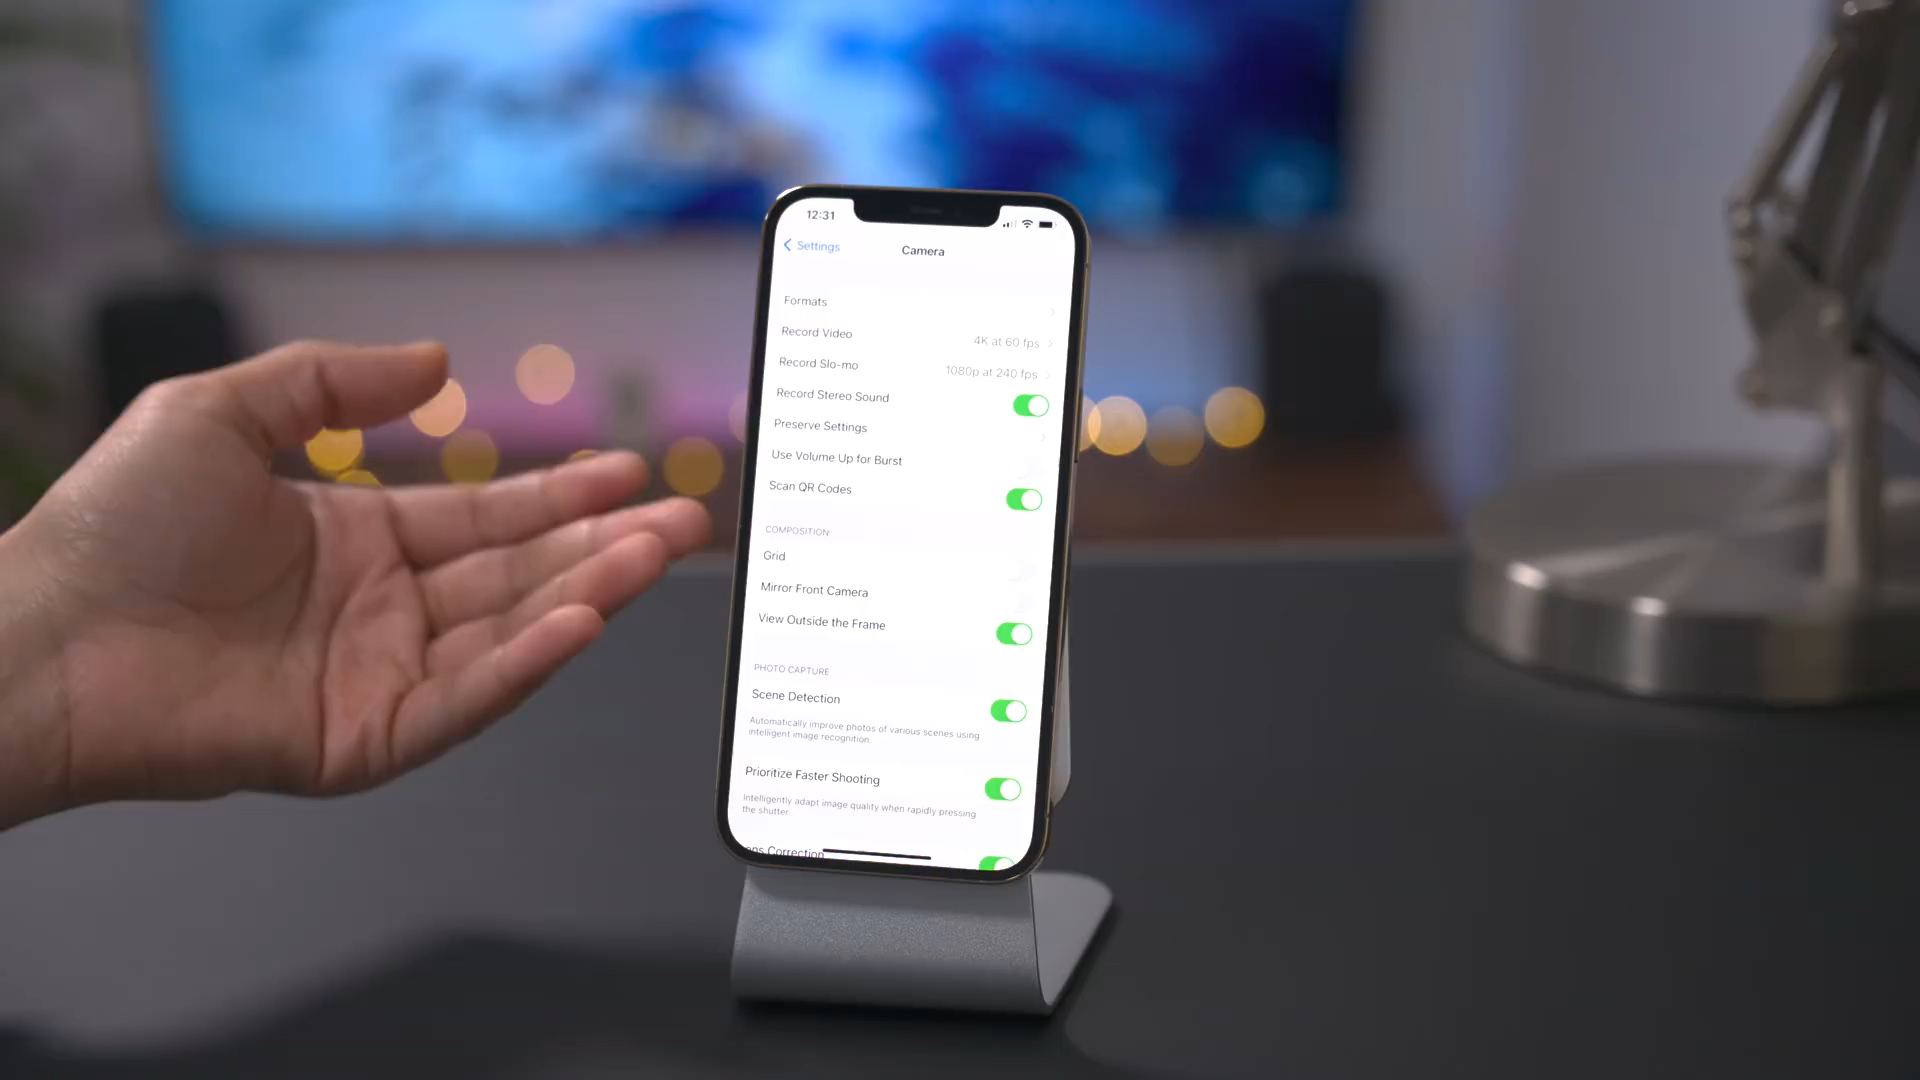 12:31
Settings
Camera
Formats
Record Video 4K at 60 fps
Record Slo-mo 1080p at 240 fps
Record Stereo Sound
Preserve Settings
Use Volume Up for Burst
Scan QR Codes
COMPOSITION
Grid
Mirror Front Camera
View Outside the Frame
PHOTO CAPTURE
Scene Detection
Automatically improve photos of various scenes using
intelligent image recognition.
Prioritize Faster Shooting
Intelligently adapt image quality when rapidly pressing
the shutter.
ens Correction